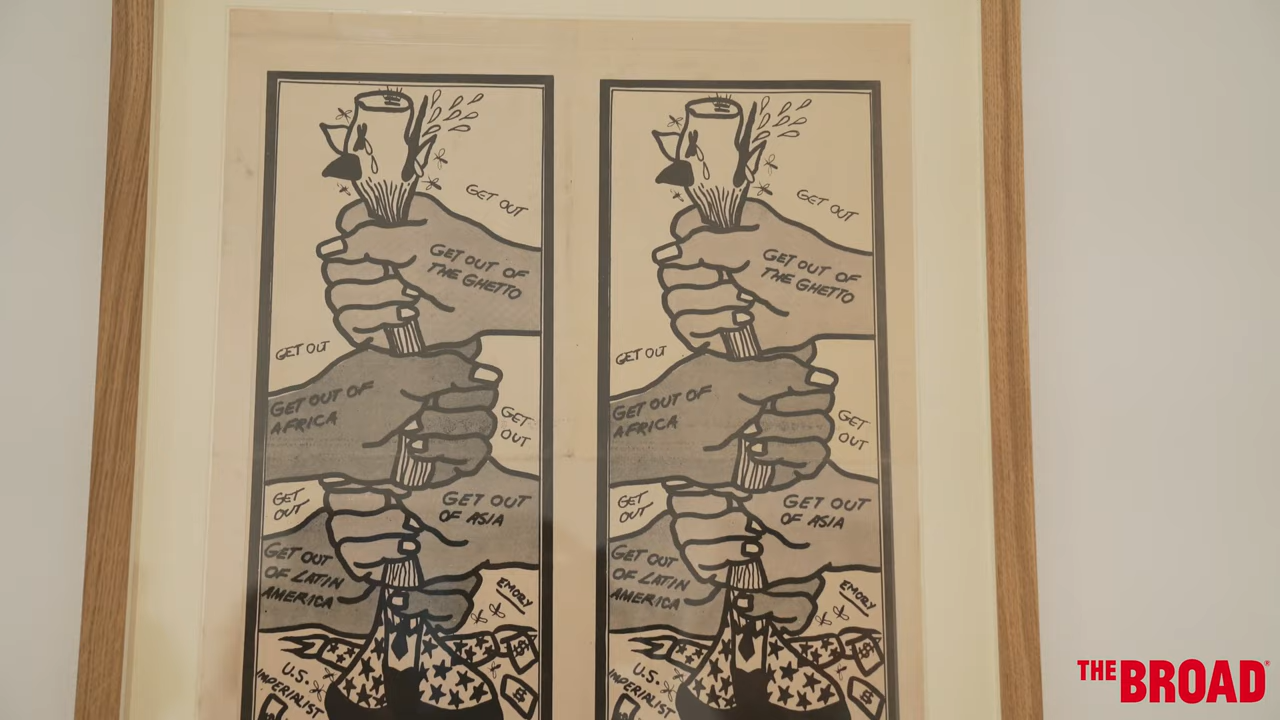 GET OUT
GET OUT OF
THE GHETTO
GET OUT
GET OUT OF
AFRICA
GET
OUT
GET
OUT
GET OUT
OF ASIA
GET OUT
OF LATIN
AMERICA
EMORY
U.S.
IMPERIALIST
$
$
GET OUT
GET OUT OF
THE GHETTO
GET OUT
GET OUT OF
AFRICA
GET
OUT
GET
OUT
GET OUT
OF ASIA
GET OUT
OF LATIN
AMERICA
EMORY
U.S.
IMPERIALIST
$
$
THE BROAD®